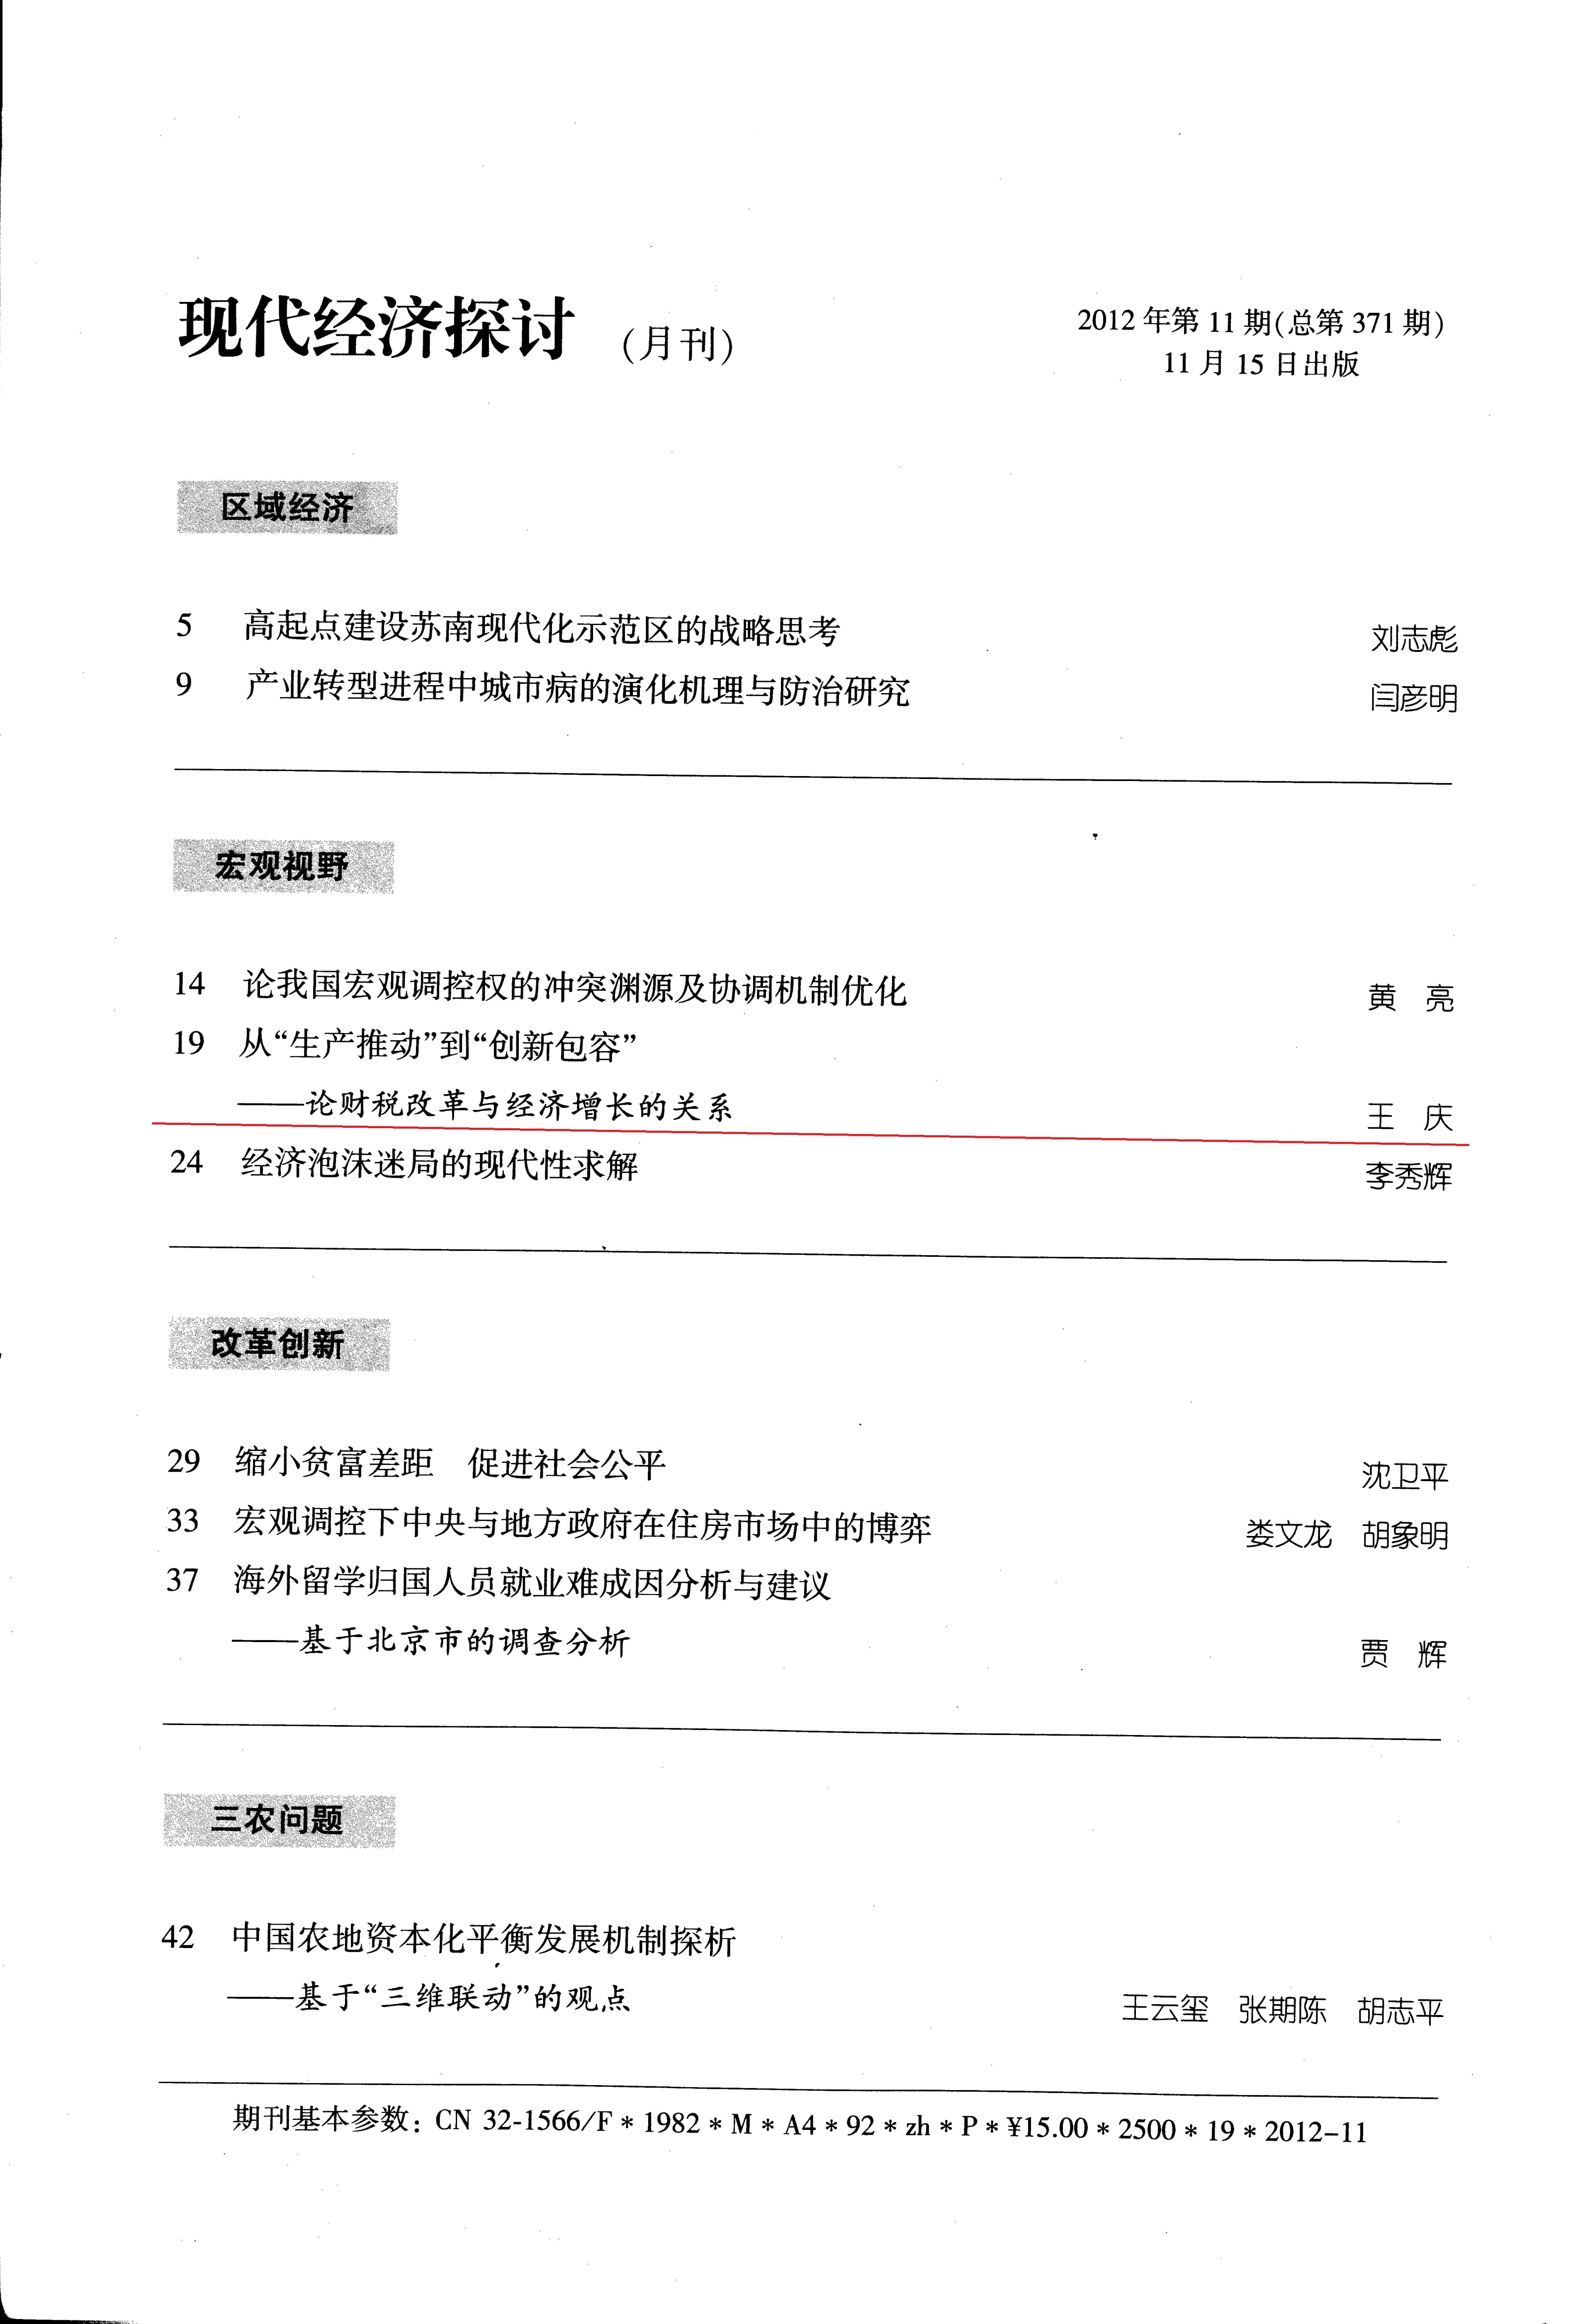 现代经济探讨 (月刊)
2012 年第 11 期(总第 371 期)
11 月 15 日出版
区域经济
5 高起点建设苏南现代化示范区的战略思考 刘志彪
9 产业转型进程中城市病的演化机理与防治研究 闫彦明
宏观视野
14 论我国宏观调控权的冲突渊源及协调机制优化 黄 亮
19 从“生产推动”到“创新包容”
——论财税改革与经济增长的关系 王 庆
24 经济泡沫迷局的现代性求解 李秀辉
改革创新
29 缩小贫富差距 促进社会公平 沈卫平
33 宏观调控下中央与地方政府在住房市场中的博弈 娄文龙 胡象明
37 海外留学归国人员就业难成因分析与建议
——基于北京市的调查分析 贾 辉
三农问题
42 中国农地资本化平衡发展机制探析
——基于“三维联动”的观点 王云玺 张期陈 胡志平
期刊基本参数: CN 32-1566/F * 1982 * M * A4 * 92 * zh * P * ¥15.00 * 2500 * 19 * 2012-11